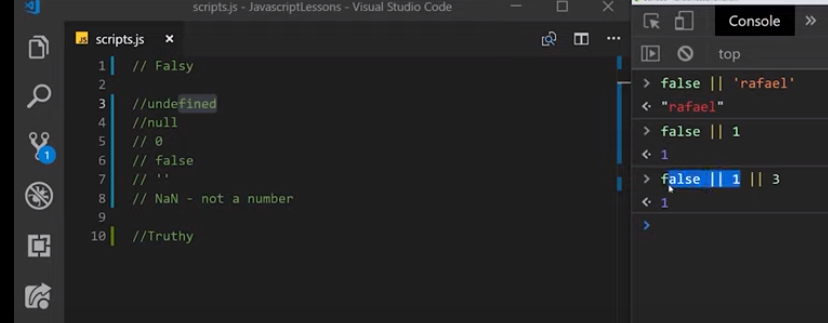 scripts.js - JavascriptLessons - Visual Studio Code
JS scripts.js
1 // Falsy
2
3 //undefined
4 //null
5 // 0
6 // false
7 // ''
8 // NaN - not a number
9
10 //Truthy
1
Console »
top
> false || 'rafael'
"rafael"
> false || 1
1
> false || 1 || 3
1
>